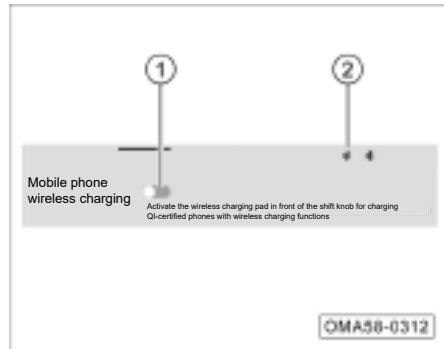 1
2
Mobile phone
wireless charging
Activate the wireless charging pad in front of the shift knob for charging
QI-certified phones with wireless charging functions
OMA58-0312